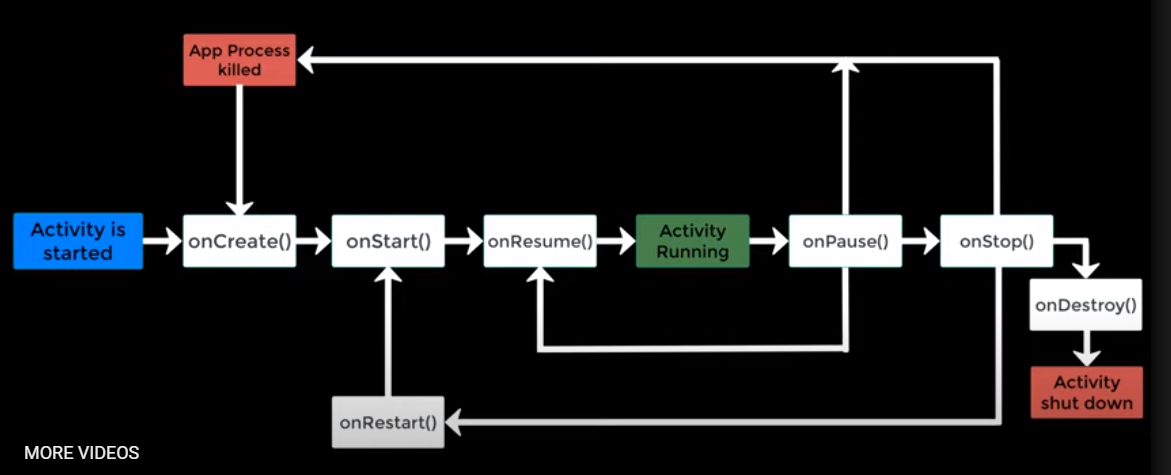 App Process
killed
Activity is
started
onCreate()
onStart()
onResume()
Activity
Running
onPause()
onStop()
onDestroy()
Activity
shut down
onRestart()
MORE VIDEOS